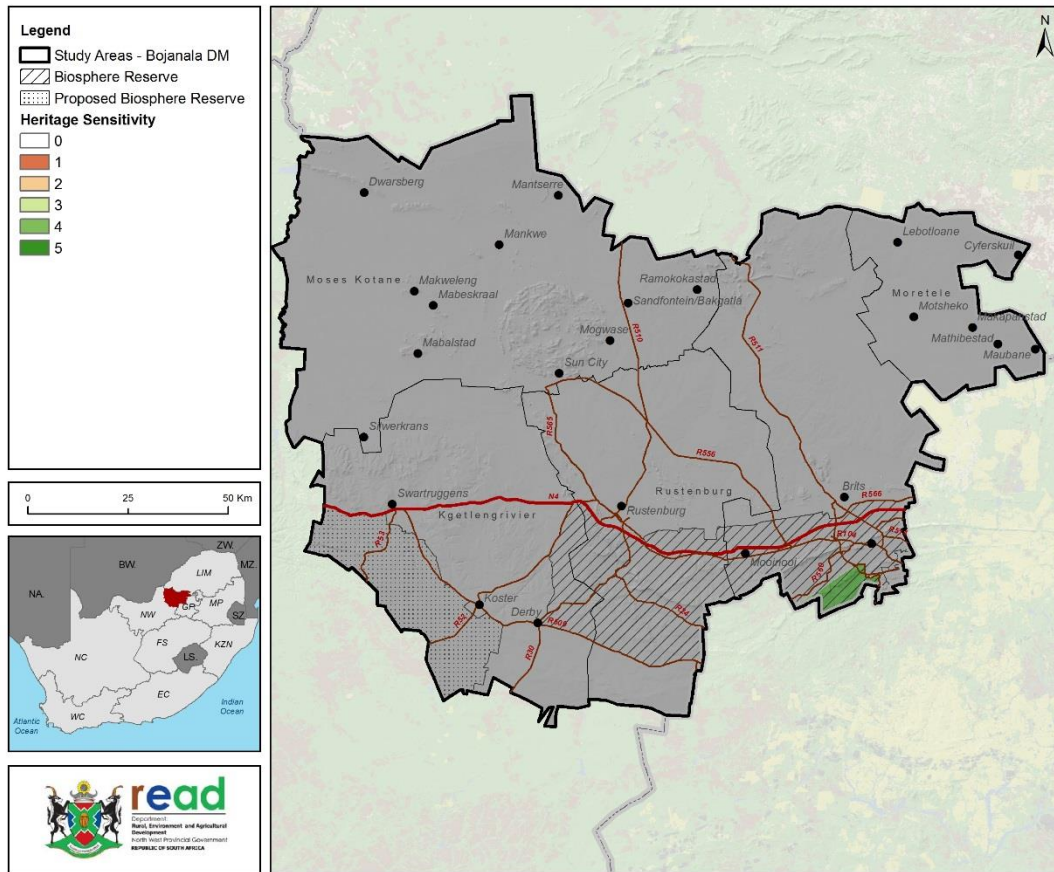 Legend
Study Areas - Bojanala DM
Biosphere Reserve
Proposed Biosphere Reserve
Heritage Sensitivity
0
1
2
3
4
5
0 25 50 Km
ZW.
BW.
MZ.
NA.
LIM
NW
GP
MP
SZ
FS
KZN
NC
LS.
EC
WC
Atlantic
Ocean
Indian
Ocean
read
Department:
Rural, Environment and Agricultural
Development
North West Provincial Government
REPUBLIC OF SOUTH AFRICA
N
Dwarsberg
Mantserre
Lebotloane
Mankwe
Cyferskuil
Moses Kotane
Makweleng
Ramokokastad
Moretele
Mabeskraal
Sandfontein/Bakgatla
Motsheko
Makapanstad
R510
R511
Mogwase
Mathibestad
Mabalstad
Maubane
Sun City
Silwerkrans
R565
R556
Brits
R566
Swartruggens
N4
Rustenburg
Kgetlengrivier
Rustenburg
R53
R104
Mooinooi
R560
Koster
Derby
R509
R52
R24
R30